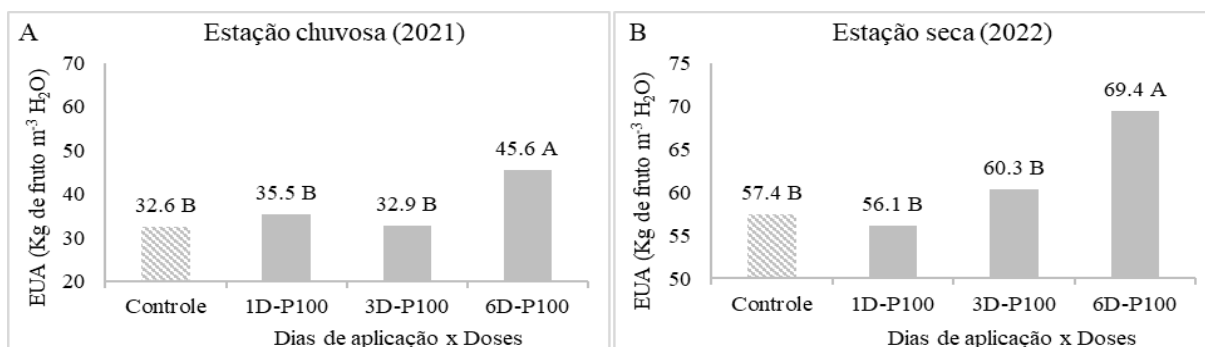 A
Estação chuvosa (2021)
EUA (Kg de fruto m⁻³ H₂O)
70
60
50
40
30
20
32.6 B
35.5 B
32.9 B
45.6 A
Controle 1D-P100 3D-P100 6D-P100
Dias de aplicação x Doses
B
Estação seca (2022)
EUA (Kg de fruto m⁻³ H₂O)
75
70
65
60
55
50
57.4 B
56.1 B
60.3 B
69.4 A
Controle 1D-P100 3D-P100 6D-P100
Dias de aplicação x Doses